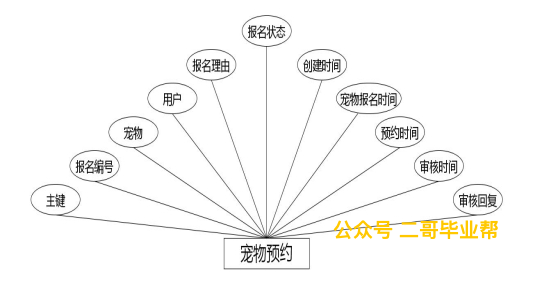 报名状态
报名理由
创建时间
用户
宠物报名时间
宠物
预约时间
报名编号
审核时间
主键
审核回复
公众号 二哥毕业帮
宠物预约